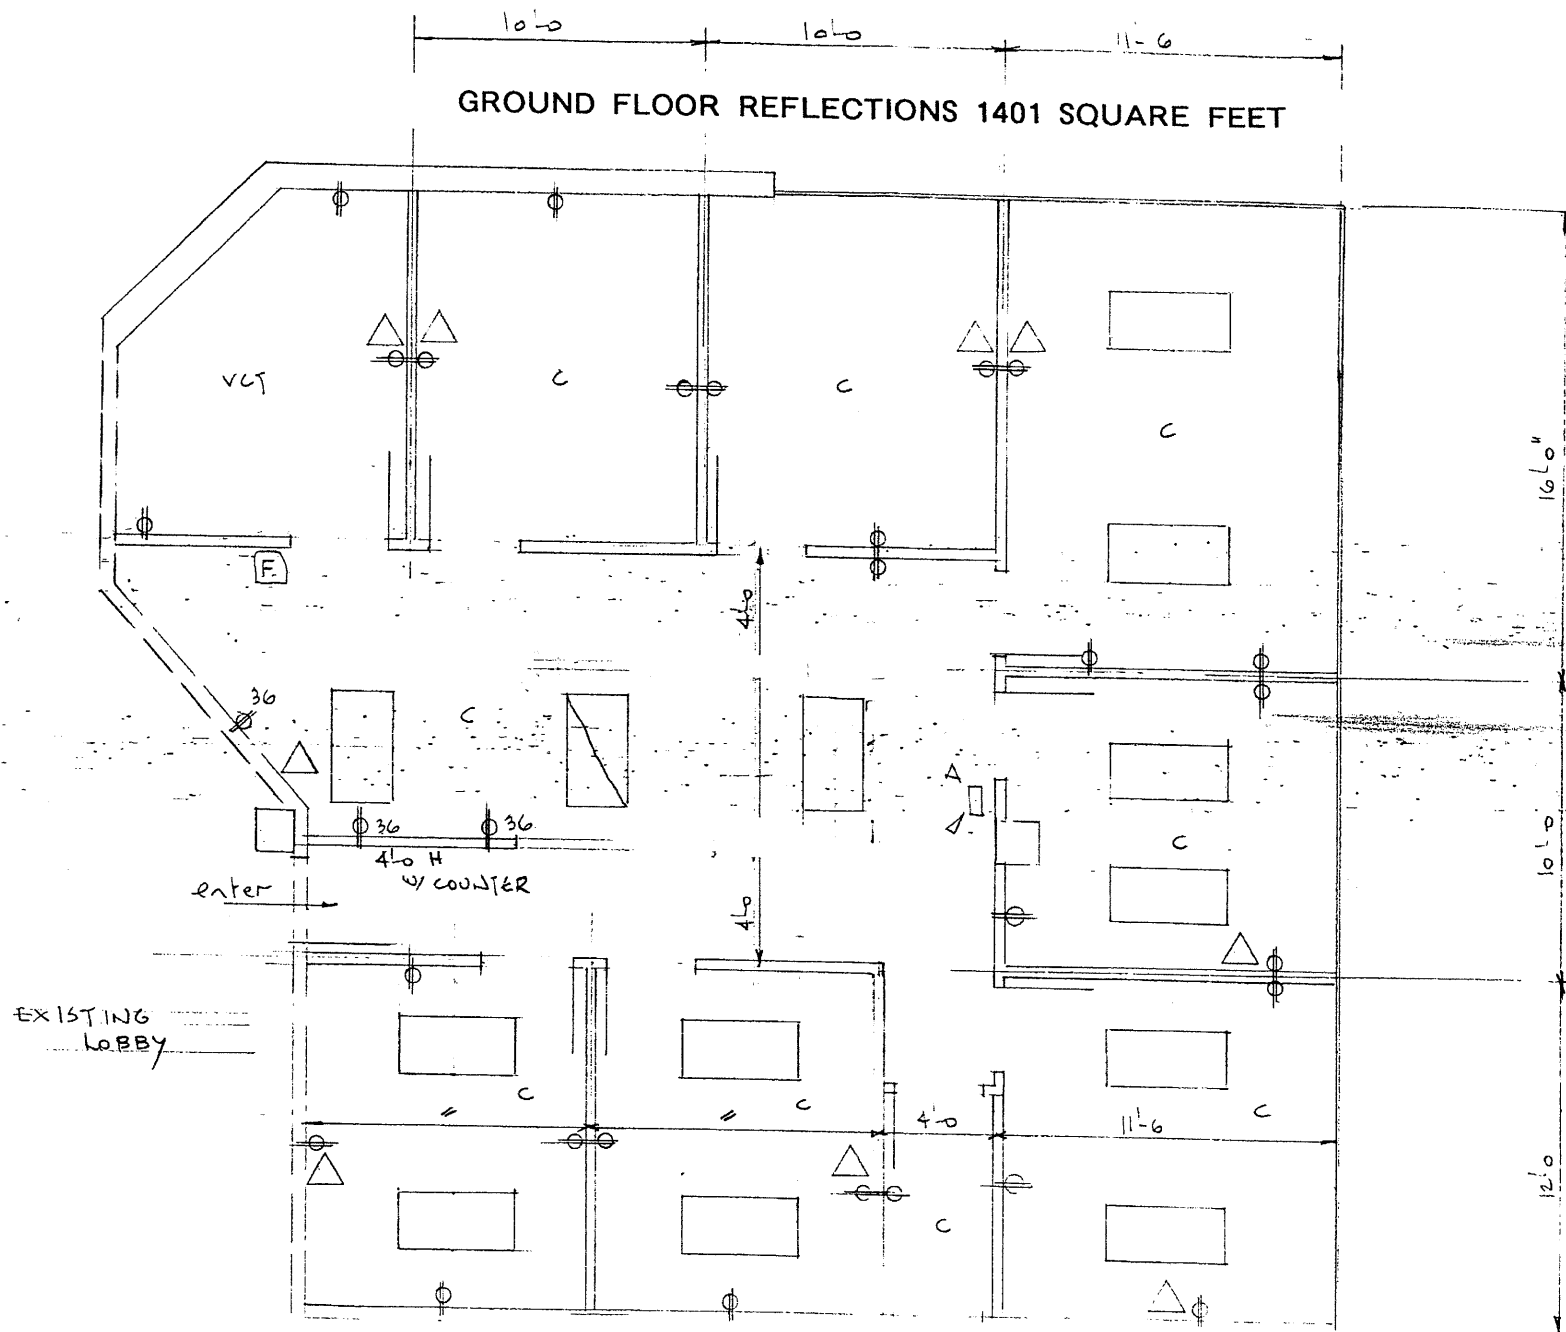 10'-0 10'-0 11'-6
GROUND FLOOR REFLECTIONS 1401 SQUARE FEET
VCT C C
C
16'-0"
F
4'-0
36
C
A
36 36
4'-0 H
W/ COUNTER
C
10'-0
enter
4'-0
EXISTING
LOBBY
C C 4'-0 11'-6 C
12'-0
C